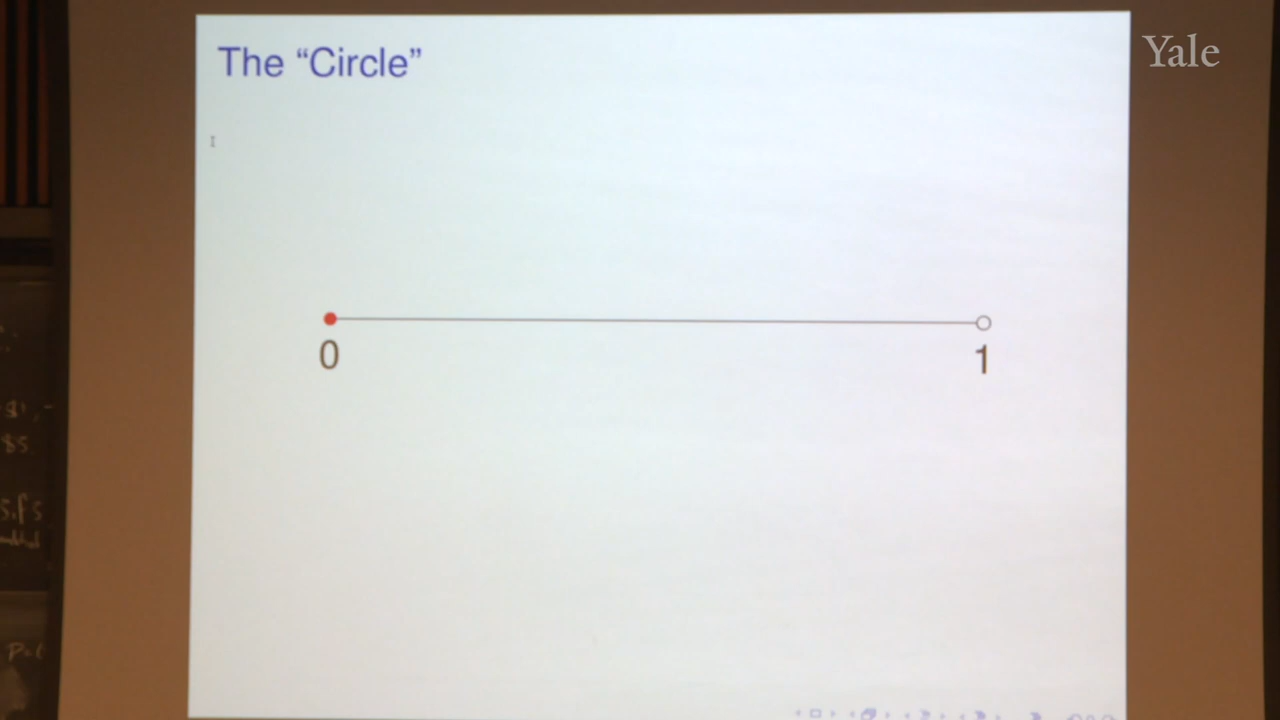 The “Circle”
Yale
0
1